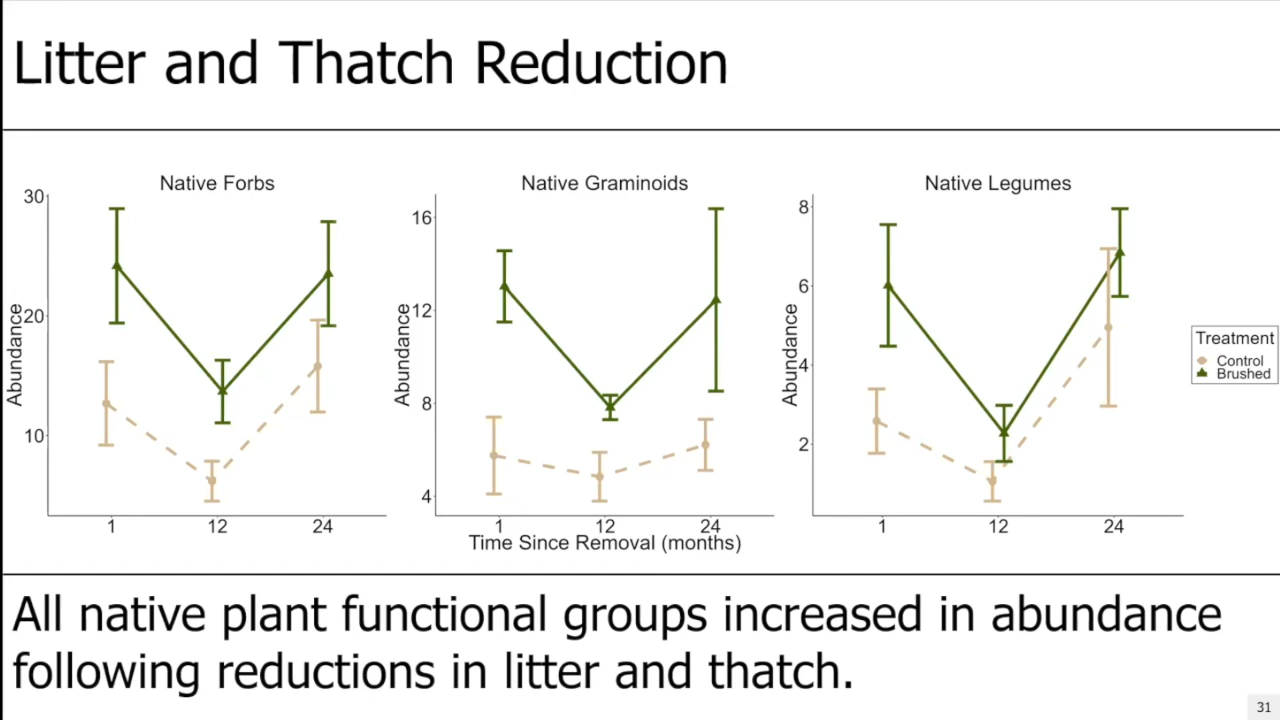 Litter and Thatch Reduction
Native Forbs
Abundance
30
20
10
1 12 24
Native Graminoids
Abundance
16
12
8
4
1 12 24
Time Since Removal (months)
Native Legumes
Abundance
8
6
4
2
1 12 24
Treatment
Control
Brushed
All native plant functional groups increased in abundance
following reductions in litter and thatch.
31